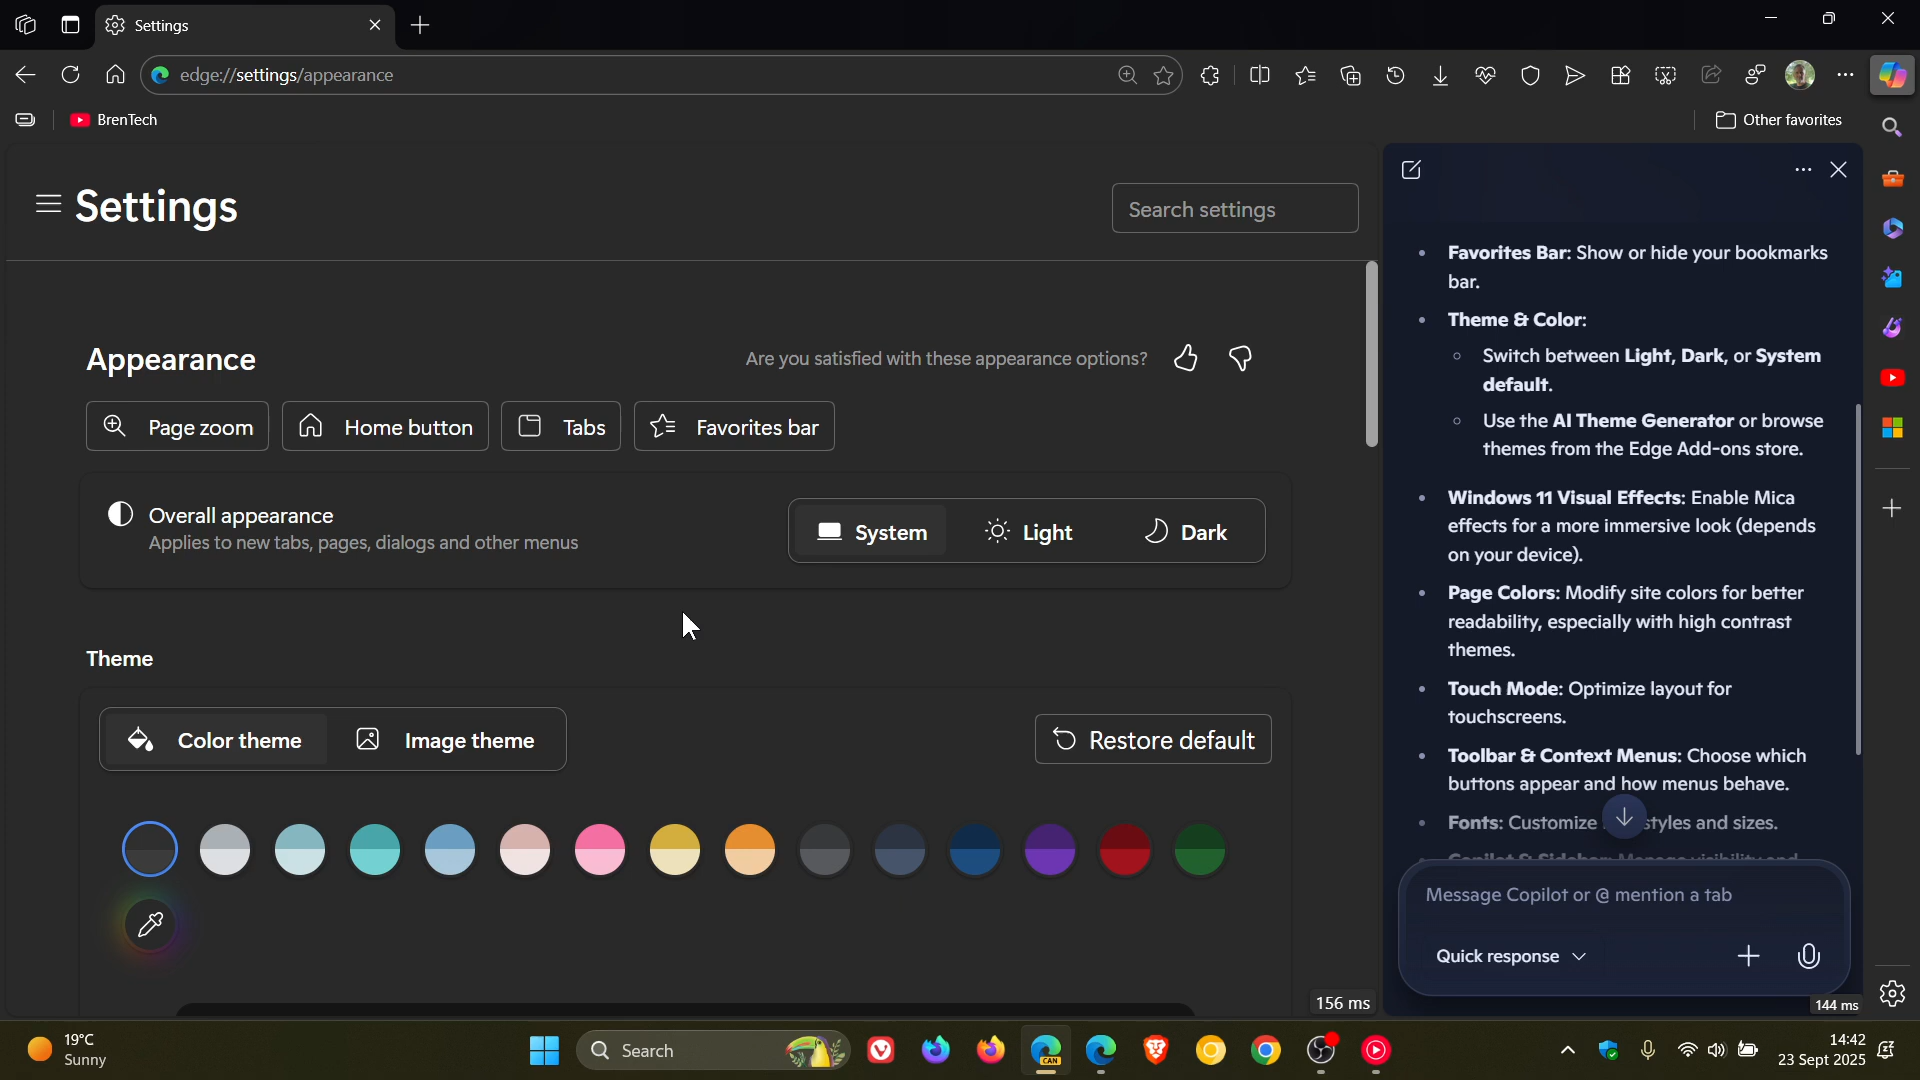 Settings
edge://settings/appearance
BrenTech
Other favorites
Settings
Search settings
Appearance
Are you satisfied with these appearance options?
Page zoom
Home button
Tabs
Favorites bar
Overall appearance
Applies to new tabs, pages, dialogs and other menus
System
Light
Dark
Theme
Color theme
Image theme
Restore default
156 ms
Favorites Bar: Show or hide your bookmarks
bar.
Theme & Color:
Switch between Light, Dark, or System
default.
Use the AI Theme Generator or browse
themes from the Edge Add-ons store.
Windows 11 Visual Effects: Enable Mica
effects for a more immersive look (depends
on your device).
Page Colors: Modify site colors for better
readability, especially with high contrast
themes.
Touch Mode: Optimize layout for
touchscreens.
Toolbar & Context Menus: Choose which
buttons appear and how menus behave.
Fonts: Customize styles and sizes.
Message Copilot or @ mention a tab
Quick response
144 ms
19°C
Sunny
Search
CAN
14:42
23 Sept 2025